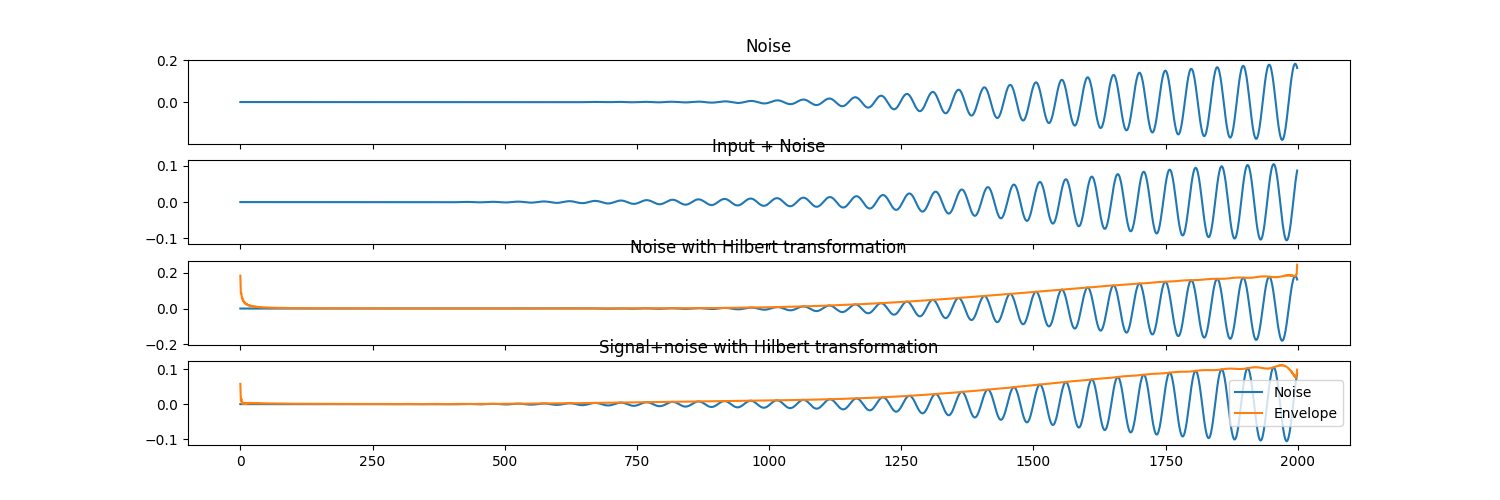 Noise
0.2
0.0
Input + Noise
0.1
0.0
−0.1
Noise with Hilbert transformation
0.2
0.0
−0.2
Signal+noise with Hilbert transformation
0.1
0.0
−0.1
Noise
Envelope
0 250 500 750 1000 1250 1500 1750 2000